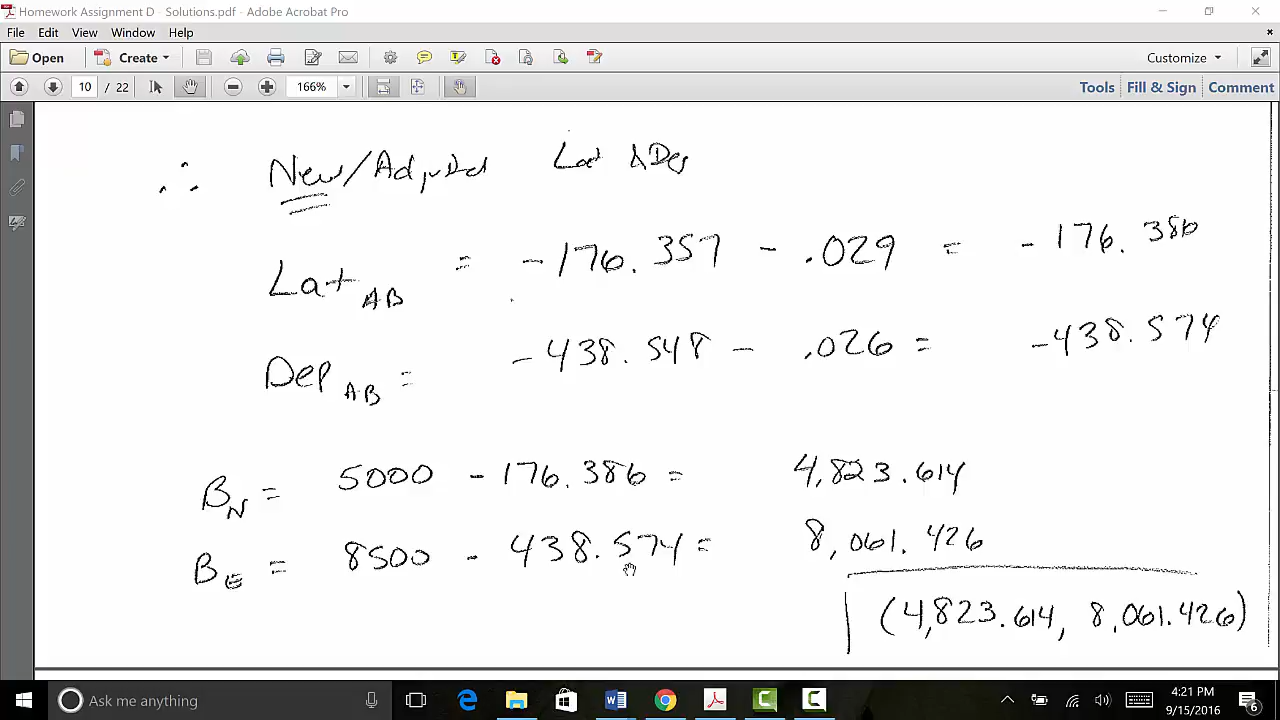 Homework Assignment D - Solutions.pdf - Adobe Acrobat Pro
File Edit View Window Help
Open Create Customize
10 / 22 166% Tools Fill & Sign Comment
∴ New/Adjusted Lat & Dep
Lat AB = -176.357 - .029 = -176.386
Dep AB = -438.548 - .026 = -438.574
B N = 5000 - 176.386 = 4,823.614
B E = 8500 - 438.574 = 8,061.426
(4,823.614, 8,061.426)
Ask me anything
4:21 PM
9/15/2016
6